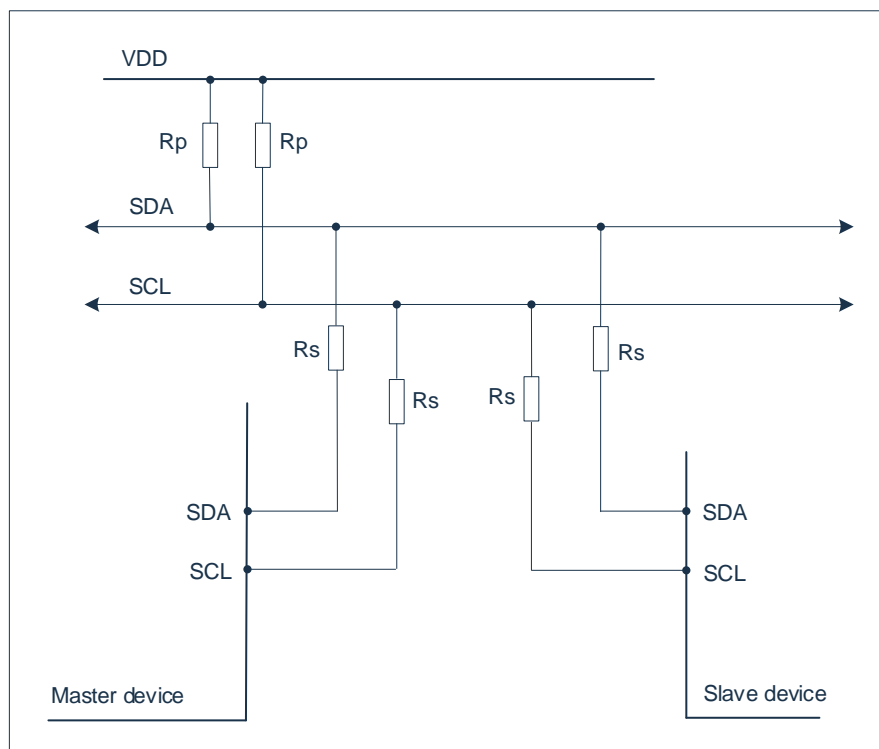 VDD
Rp
Rp
SDA
SCL
Rs
Rs
Rs
Rs
SDA
SDA
SCL
SCL
Master device
Slave device